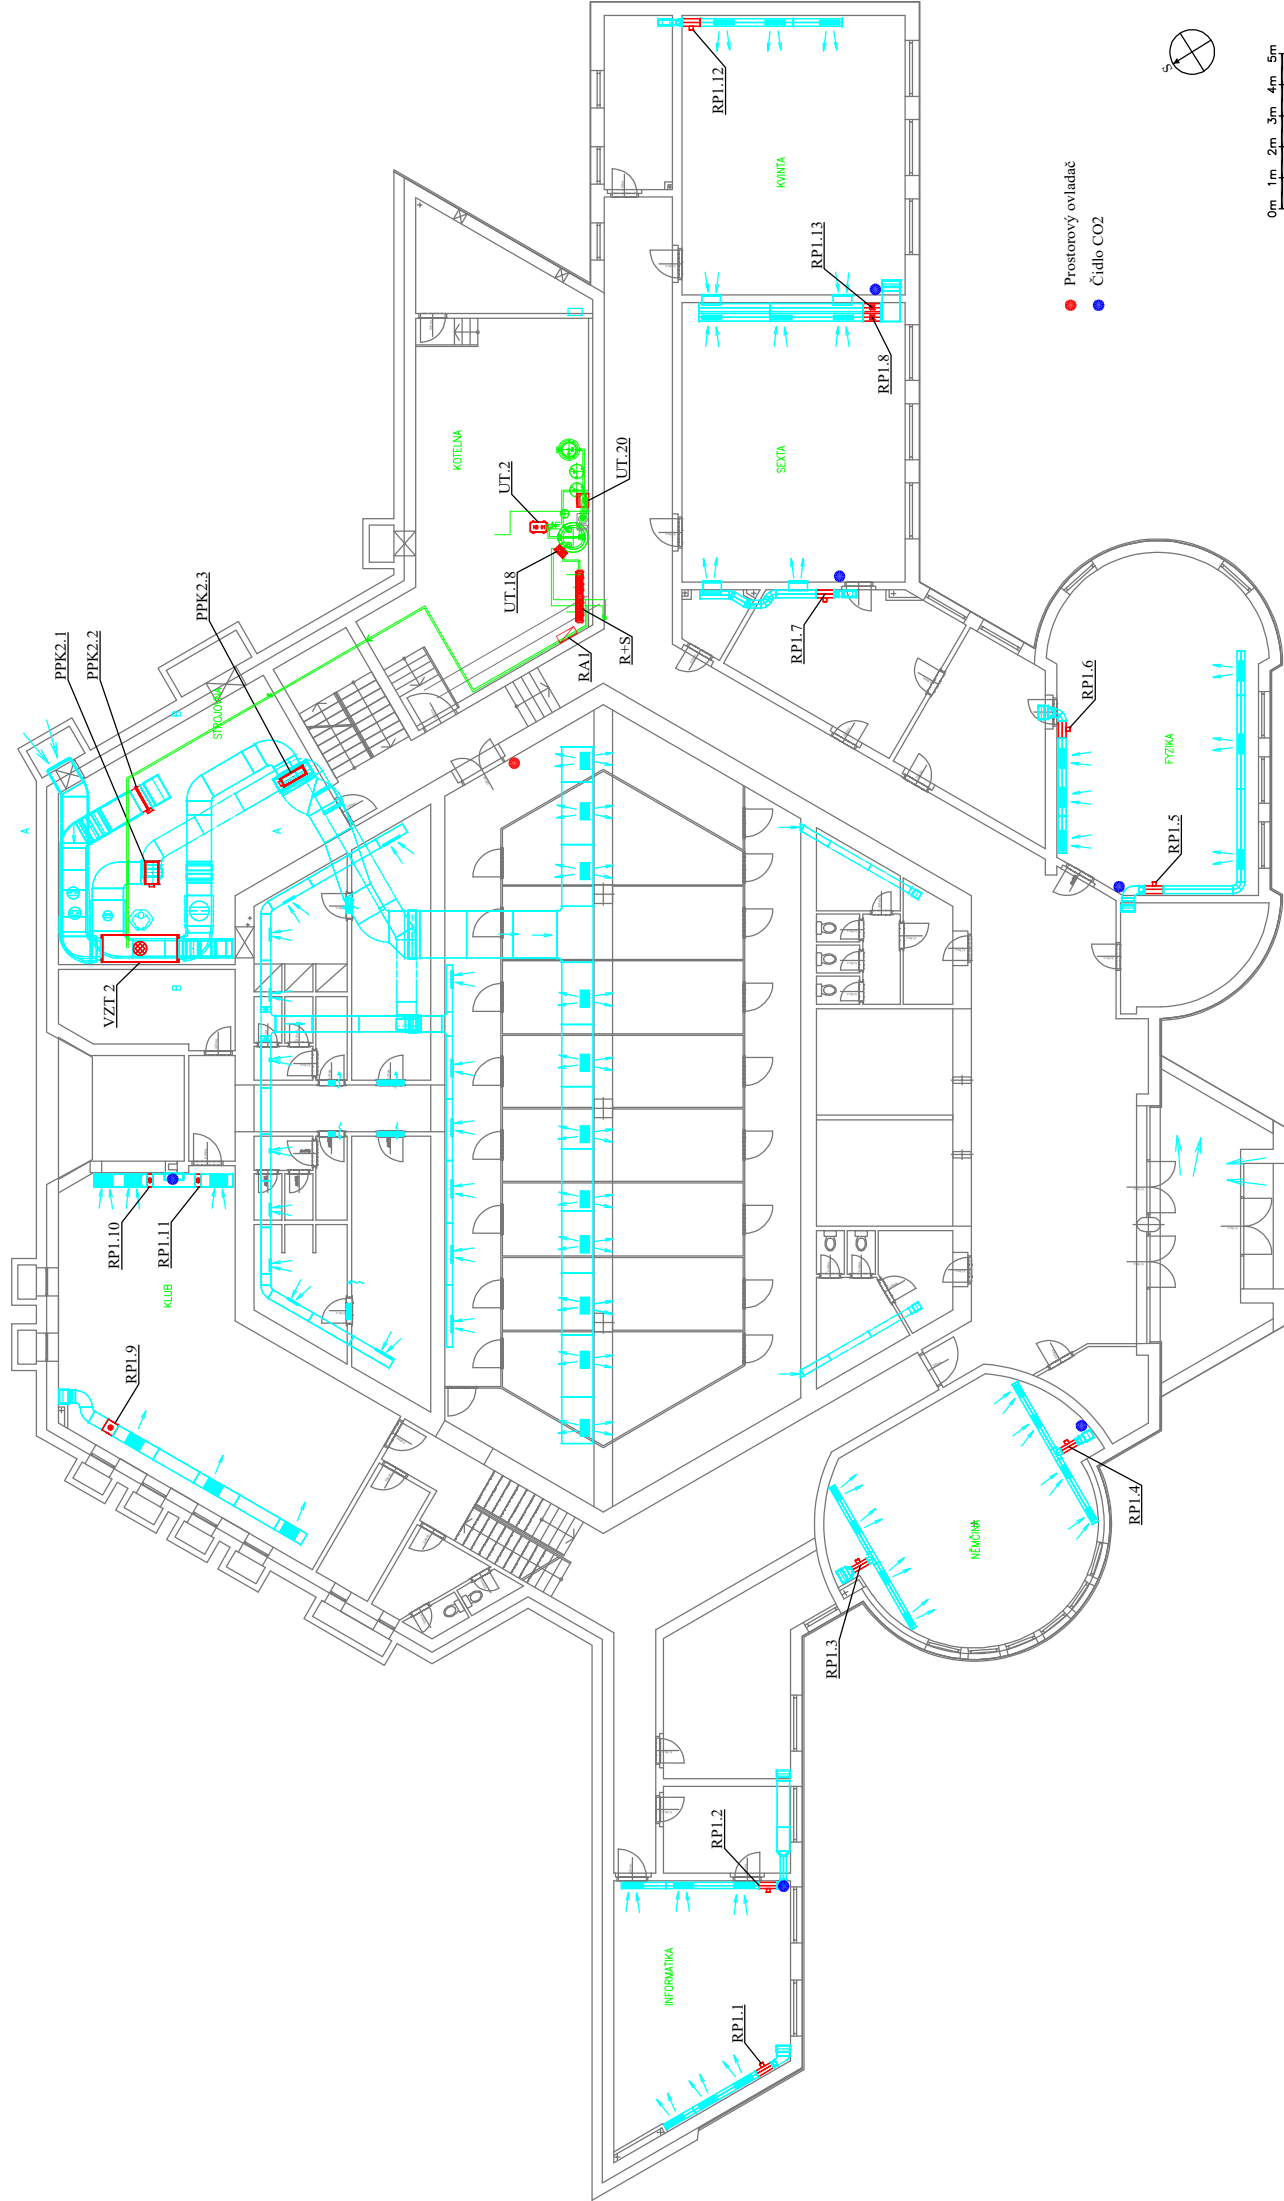 RP1.12
KVINTA
RP1.13
RP1.8
SEXTA
RP1.7
KOTELNA
UT.2
UT.20
UT.18
RA1
R+S
PPK2.1
PPK2.2
PPK2.3
STROJOVNA
A
A
B
B
VZT 2
RP1.10
RP1.11
KLUB
RP1.9
RP1.6
FYZIKA
RP1.5
RP1.4
NĚMČINA
RP1.3
RP1.2
INFORMATIKA
RP1.1
S
Prostorový ovladač
Čidlo CO2
0m 1m 2m 3m 4m 5m